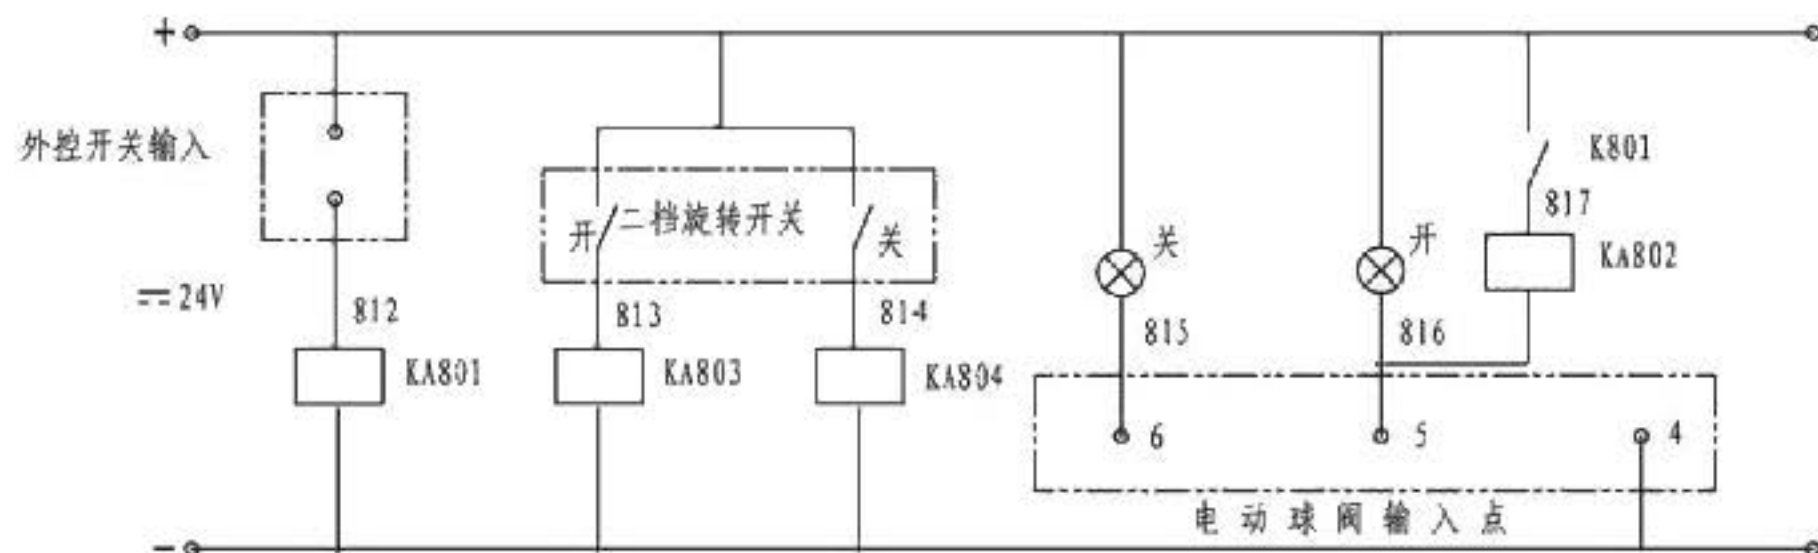 +
外控开关输入
K801
817
开
二档旋转开关
关
关
开
KA802
⎓24V
812
813
814
815
816
KA801
KA803
KA804
6
5
4
电动球阀输入点
-